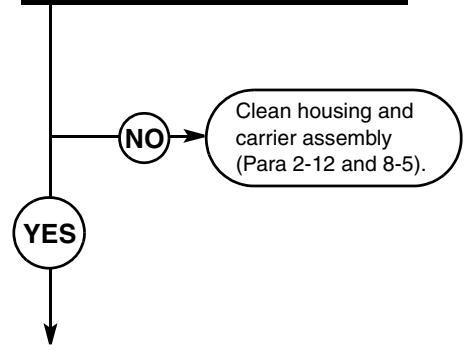 NO
Clean housing and
carrier assembly
(Para 2-12 and 8-5).
YES